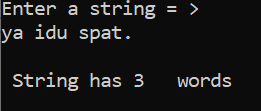 Enter a string = >
ya idu spat.
String has 3   words